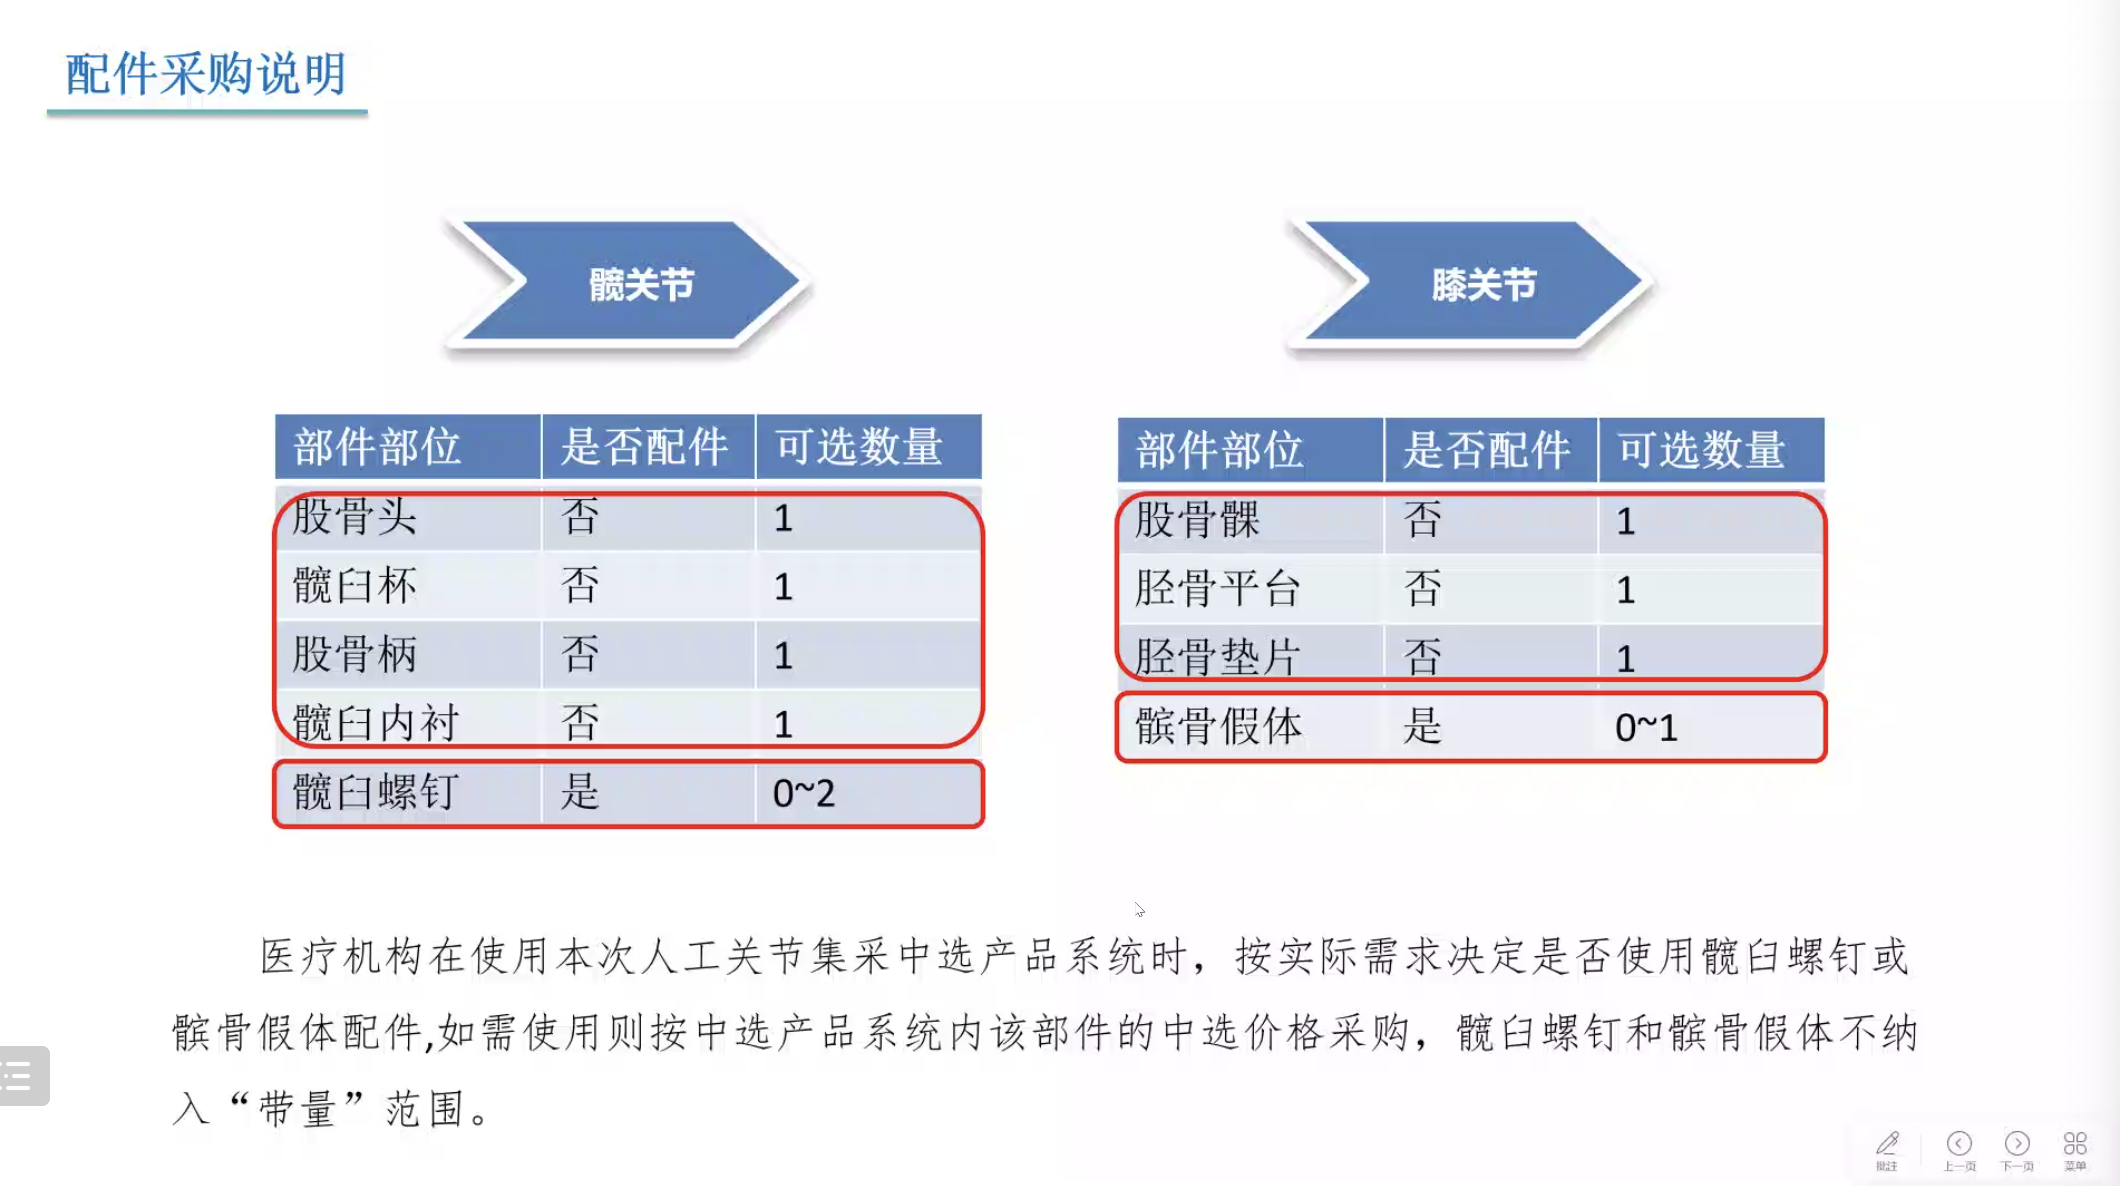 配件采购说明
髋关节
膝关节
部件部位 是否配件 可选数量
股骨头 否 1
髋臼杯 否 1
股骨柄 否 1
髋臼内衬 否 1
髋臼螺钉 是 0~2
部件部位 是否配件 可选数量
股骨髁 否 1
胫骨平台 否 1
胫骨垫片 否 1
髌骨假体 是 0~1
医疗机构在使用本次人工关节集采中选产品系统时，按实际需求决定是否使用髋臼螺钉或
髌骨假体配件,如需使用则按中选产品系统内该部件的中选价格采购，髋臼螺钉和髌骨假体不纳
入“带量”范围。
批注 上一页 下一页 菜单